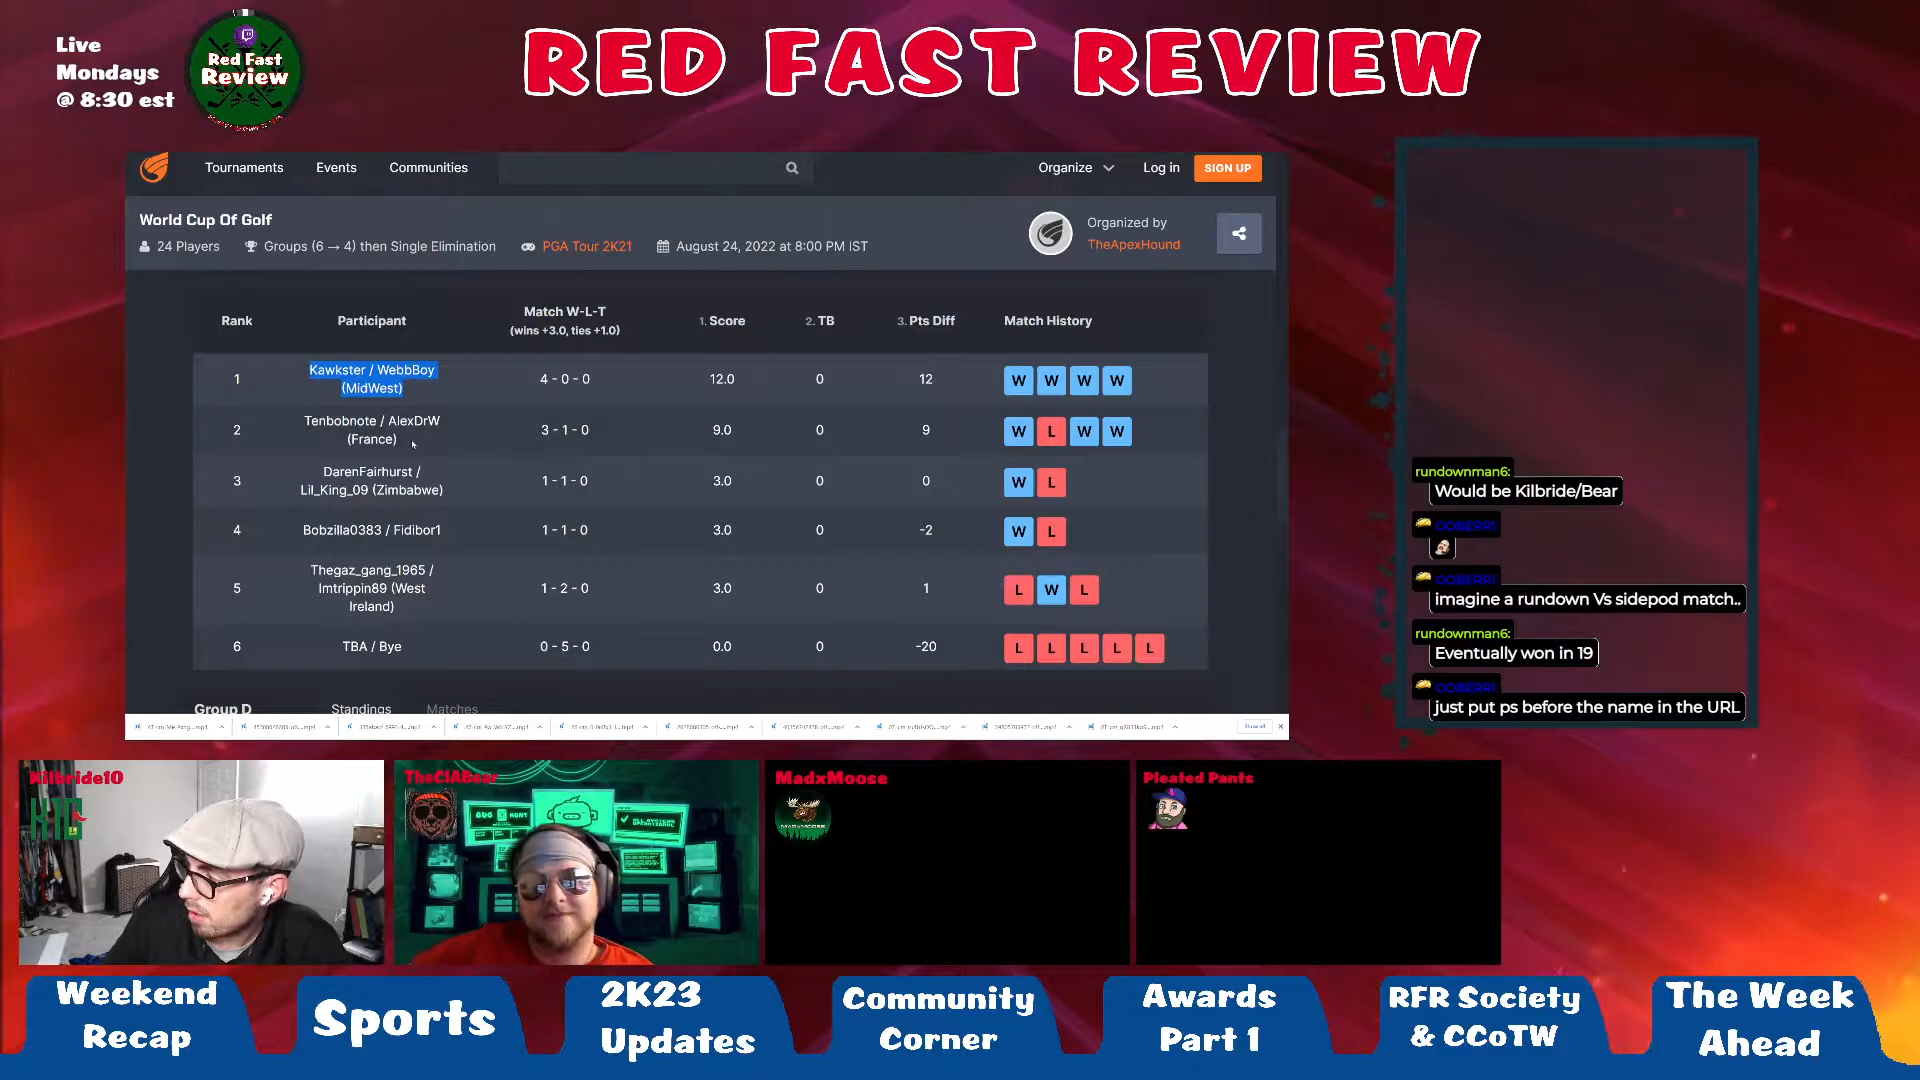 Live
Mondays
@ 8:30 est
Red Fast
Review
RED FAST REVIEW
Tournaments Events Communities
Organize Log in SIGN UP
World Cup Of Golf
24 Players Groups (6 → 4) then Single Elimination PGA Tour 2K21 August 24, 2022 at 8:00 PM IST
Organized by
TheApexHound
Rank Participant Match W-L-T 1. Score 2. TB 3. Pts Diff Match History
(wins +3.0, ties +1.0)
1 Kawkster / WebbBoy (MidWest) 4 - 0 - 0 12.0 0 12 W W W W
2 Tenbobnote / AlexDrW (France) 3 - 1 - 0 9.0 0 9 W L W W
3 DarenFairhurst / Lil_King_09 (Zimbabwe) 1 - 1 - 0 3.0 0 0 W L
4 Bobzilla0383 / Fidibor1 1 - 1 - 0 3.0 0 -2 W L
5 Thegaz_gang_1965 / Imtrippin89 (West Ireland) 1 - 2 - 0 3.0 0 1 L W L
6 TBA / Bye 0 - 5 - 0 0.0 0 -20 L L L L L
Group D Standings Matches
Show all
rundownman6:
Would be Kilbride/Bear
OOBERR1
OOBERR1
imagine a rundown Vs sidepod match..
rundownman6:
Eventually won in 19
OOBERR1
just put ps before the name in the URL
Kilbride10
TheCIABear
MadxMoose
Pleated Pants
Weekend
Recap
Sports
2K23
Updates
Community
Corner
Awards
Part 1
RFR Society
& CCoTW
The Week
Ahead